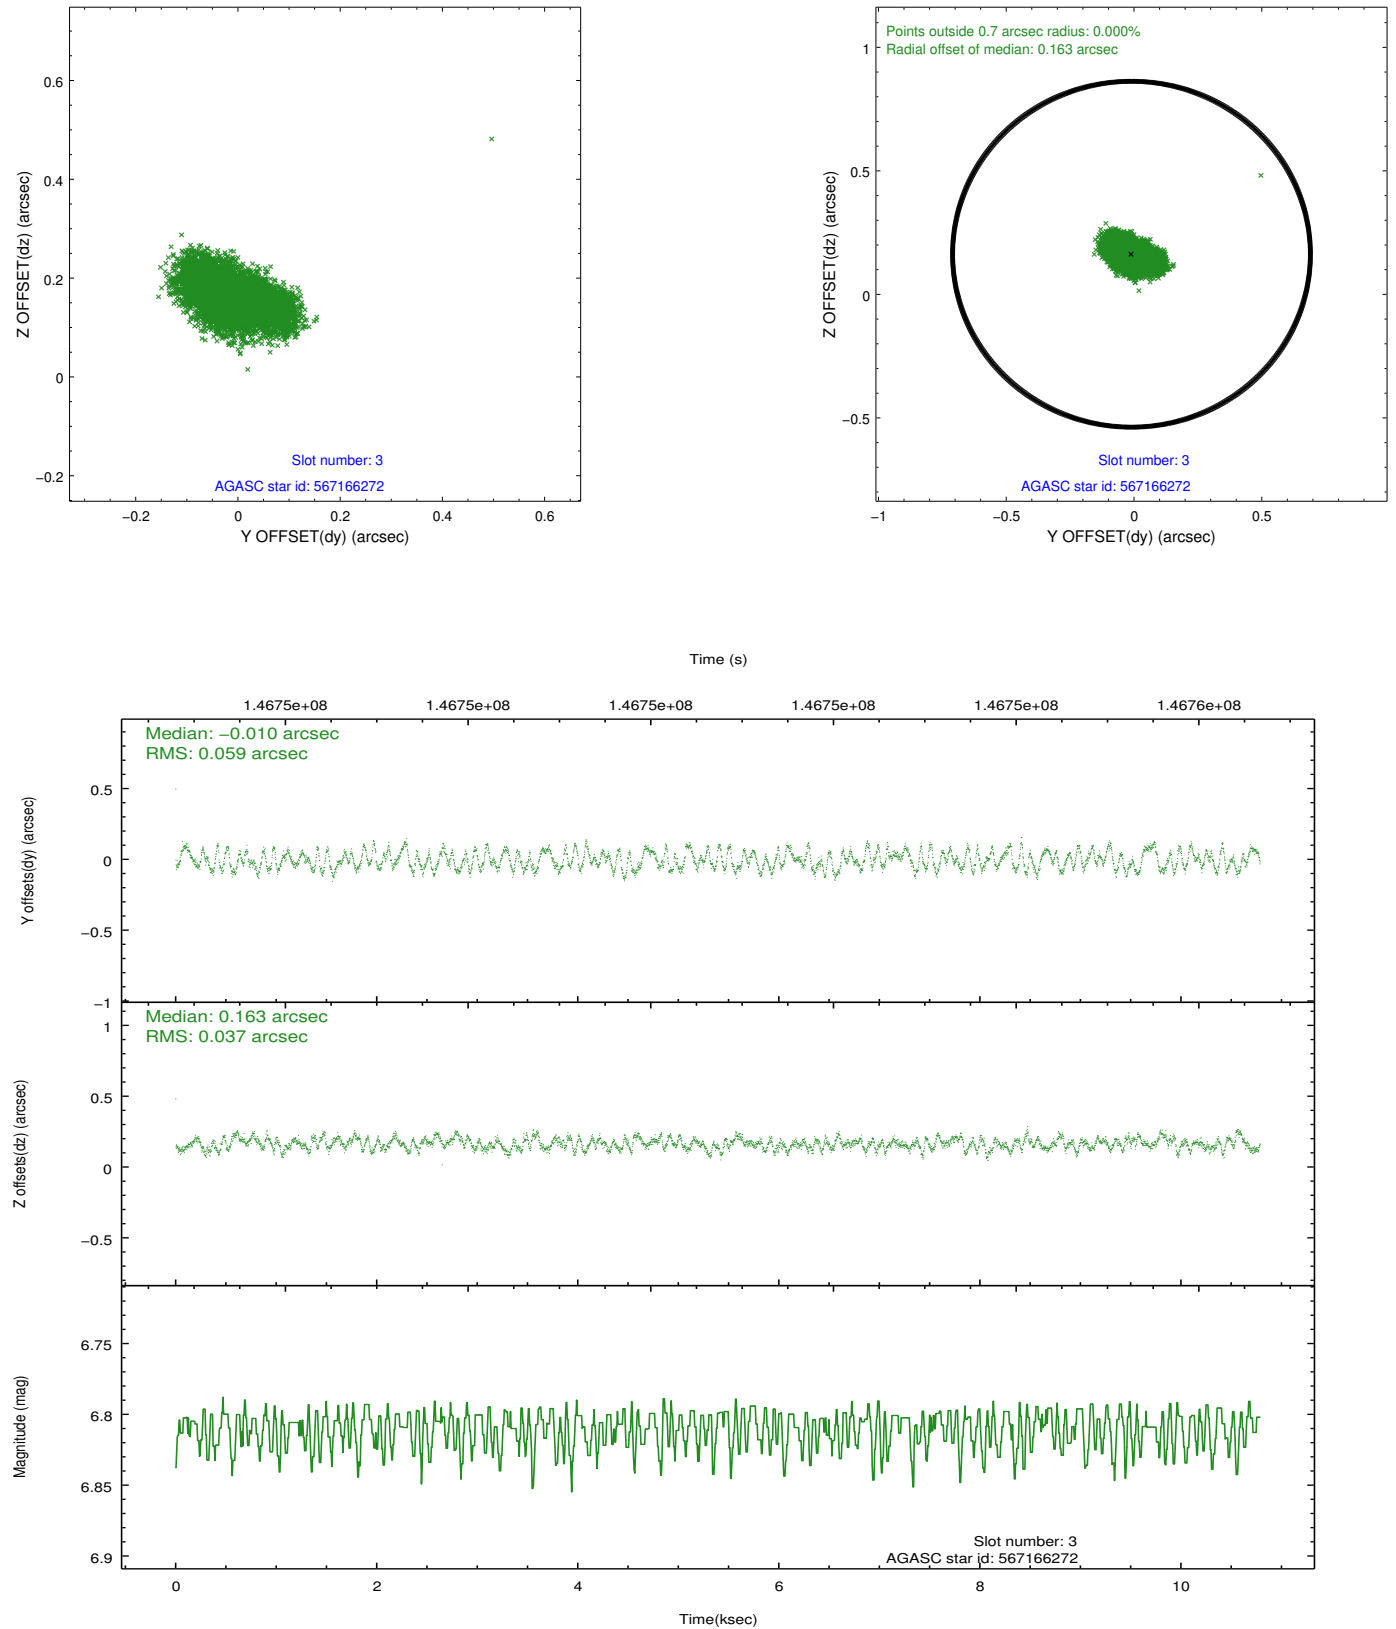 0.6
0.4
0.2
0
−0.2
Z OFFSET(dz) (arcsec)
Slot number: 3
AGASC star id: 567166272
−0.2 0 0.2 0.4 0.6
Y OFFSET(dy) (arcsec)
Points outside 0.7 arcsec radius: 0.000%
Radial offset of median: 0.163 arcsec
1
0.5
0
−0.5
Z OFFSET(dz) (arcsec)
Slot number: 3
AGASC star id: 567166272
−1 −0.5 0 0.5
Y OFFSET(dy) (arcsec)
Time (s)
1.4675e+08 1.4675e+08 1.4675e+08 1.4675e+08 1.4675e+08 1.4676e+08
Median: −0.010 arcsec
RMS: 0.059 arcsec
0.5
0
−0.5
−1
Y offsets(dy) (arcsec)
Median: 0.163 arcsec
RMS: 0.037 arcsec
1
0.5
0
−0.5
Z offsets(dz) (arcsec)
6.75
6.8
6.85
6.9
Magnitude (mag)
Slot number: 3
AGASC star id: 567166272
0 2 4 6 8 10
Time(ksec)